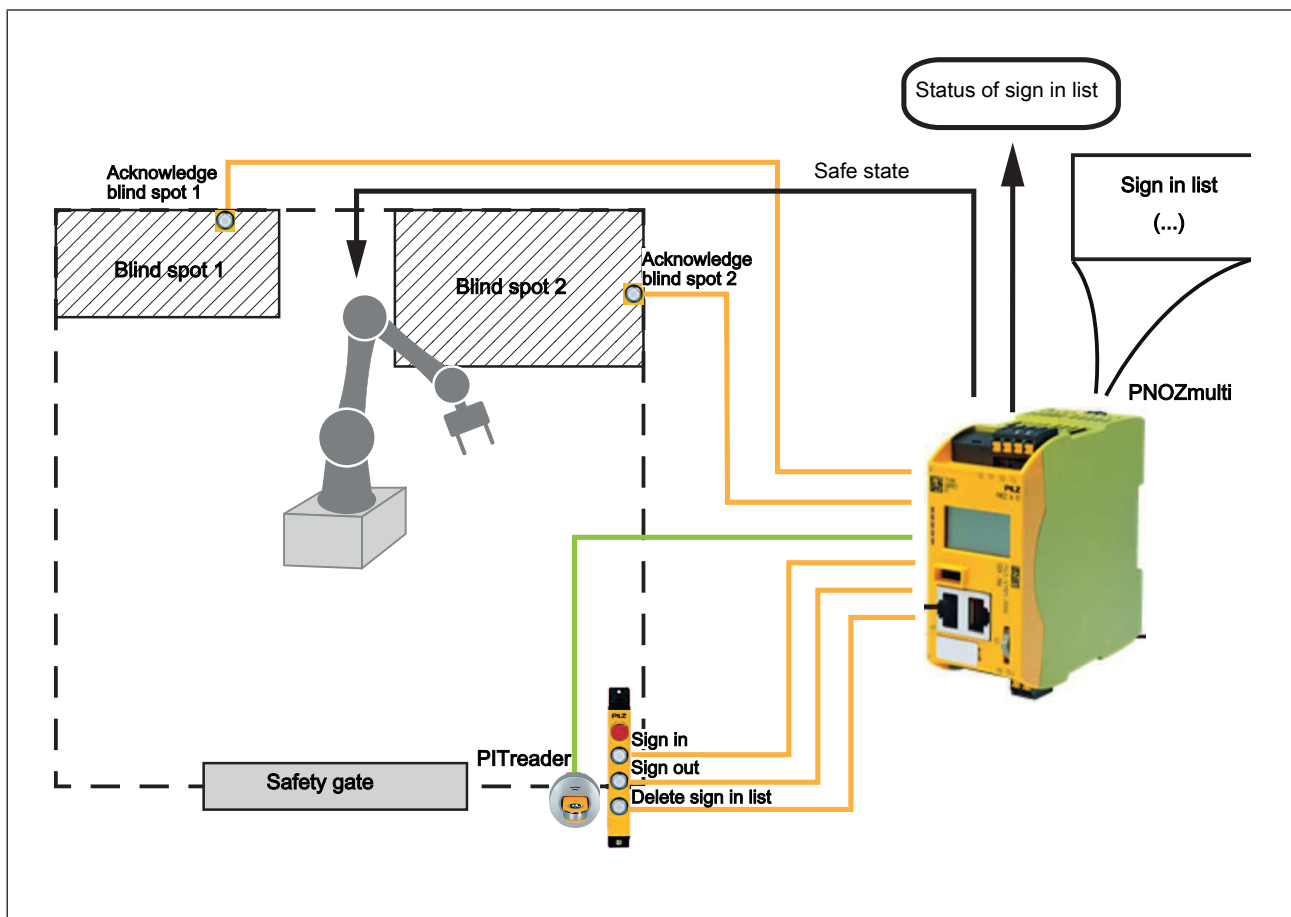 Status of sign in list
Acknowledge
blind spot 1
Safe state
Sign in list
(...)
Blind spot 1
Acknowledge
blind spot 2
Blind spot 2
PNOZmulti
PILZ
PILZ
Sign in
PITreader
Sign out
Safety gate
Delete sign in list